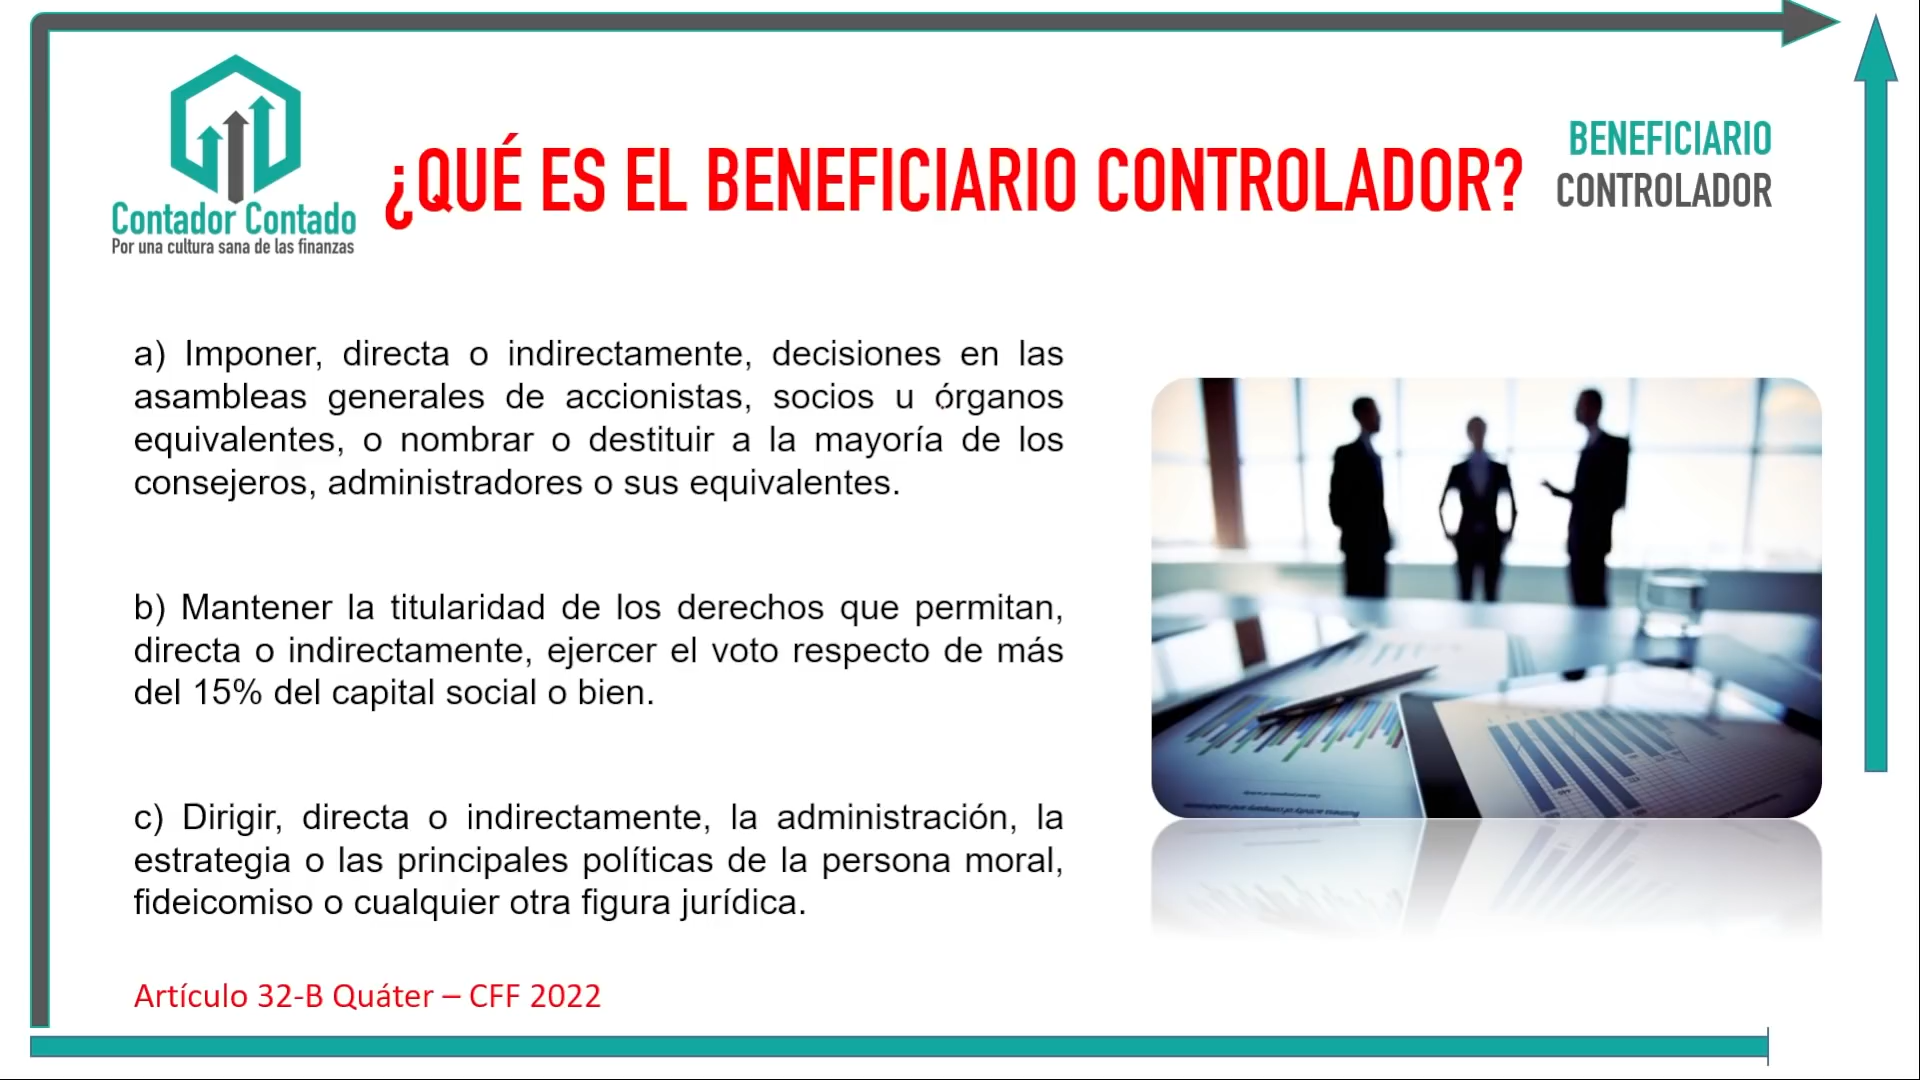 Contador Contado
Por una cultura sana de las finanzas
¿QUÉ ES EL BENEFICIARIO CONTROLADOR?
BENEFICIARIO
CONTROLADOR
a) Imponer, directa o indirectamente, decisiones en las
asambleas generales de accionistas, socios u órganos
equivalentes, o nombrar o destituir a la mayoría de los
consejeros, administradores o sus equivalentes.
b) Mantener la titularidad de los derechos que permitan,
directa o indirectamente, ejercer el voto respecto de más
del 15% del capital social o bien.
c) Dirigir, directa o indirectamente, la administración, la
estrategia o las principales políticas de la persona moral,
fideicomiso o cualquier otra figura jurídica.
Artículo 32-B Quáter – CFF 2022